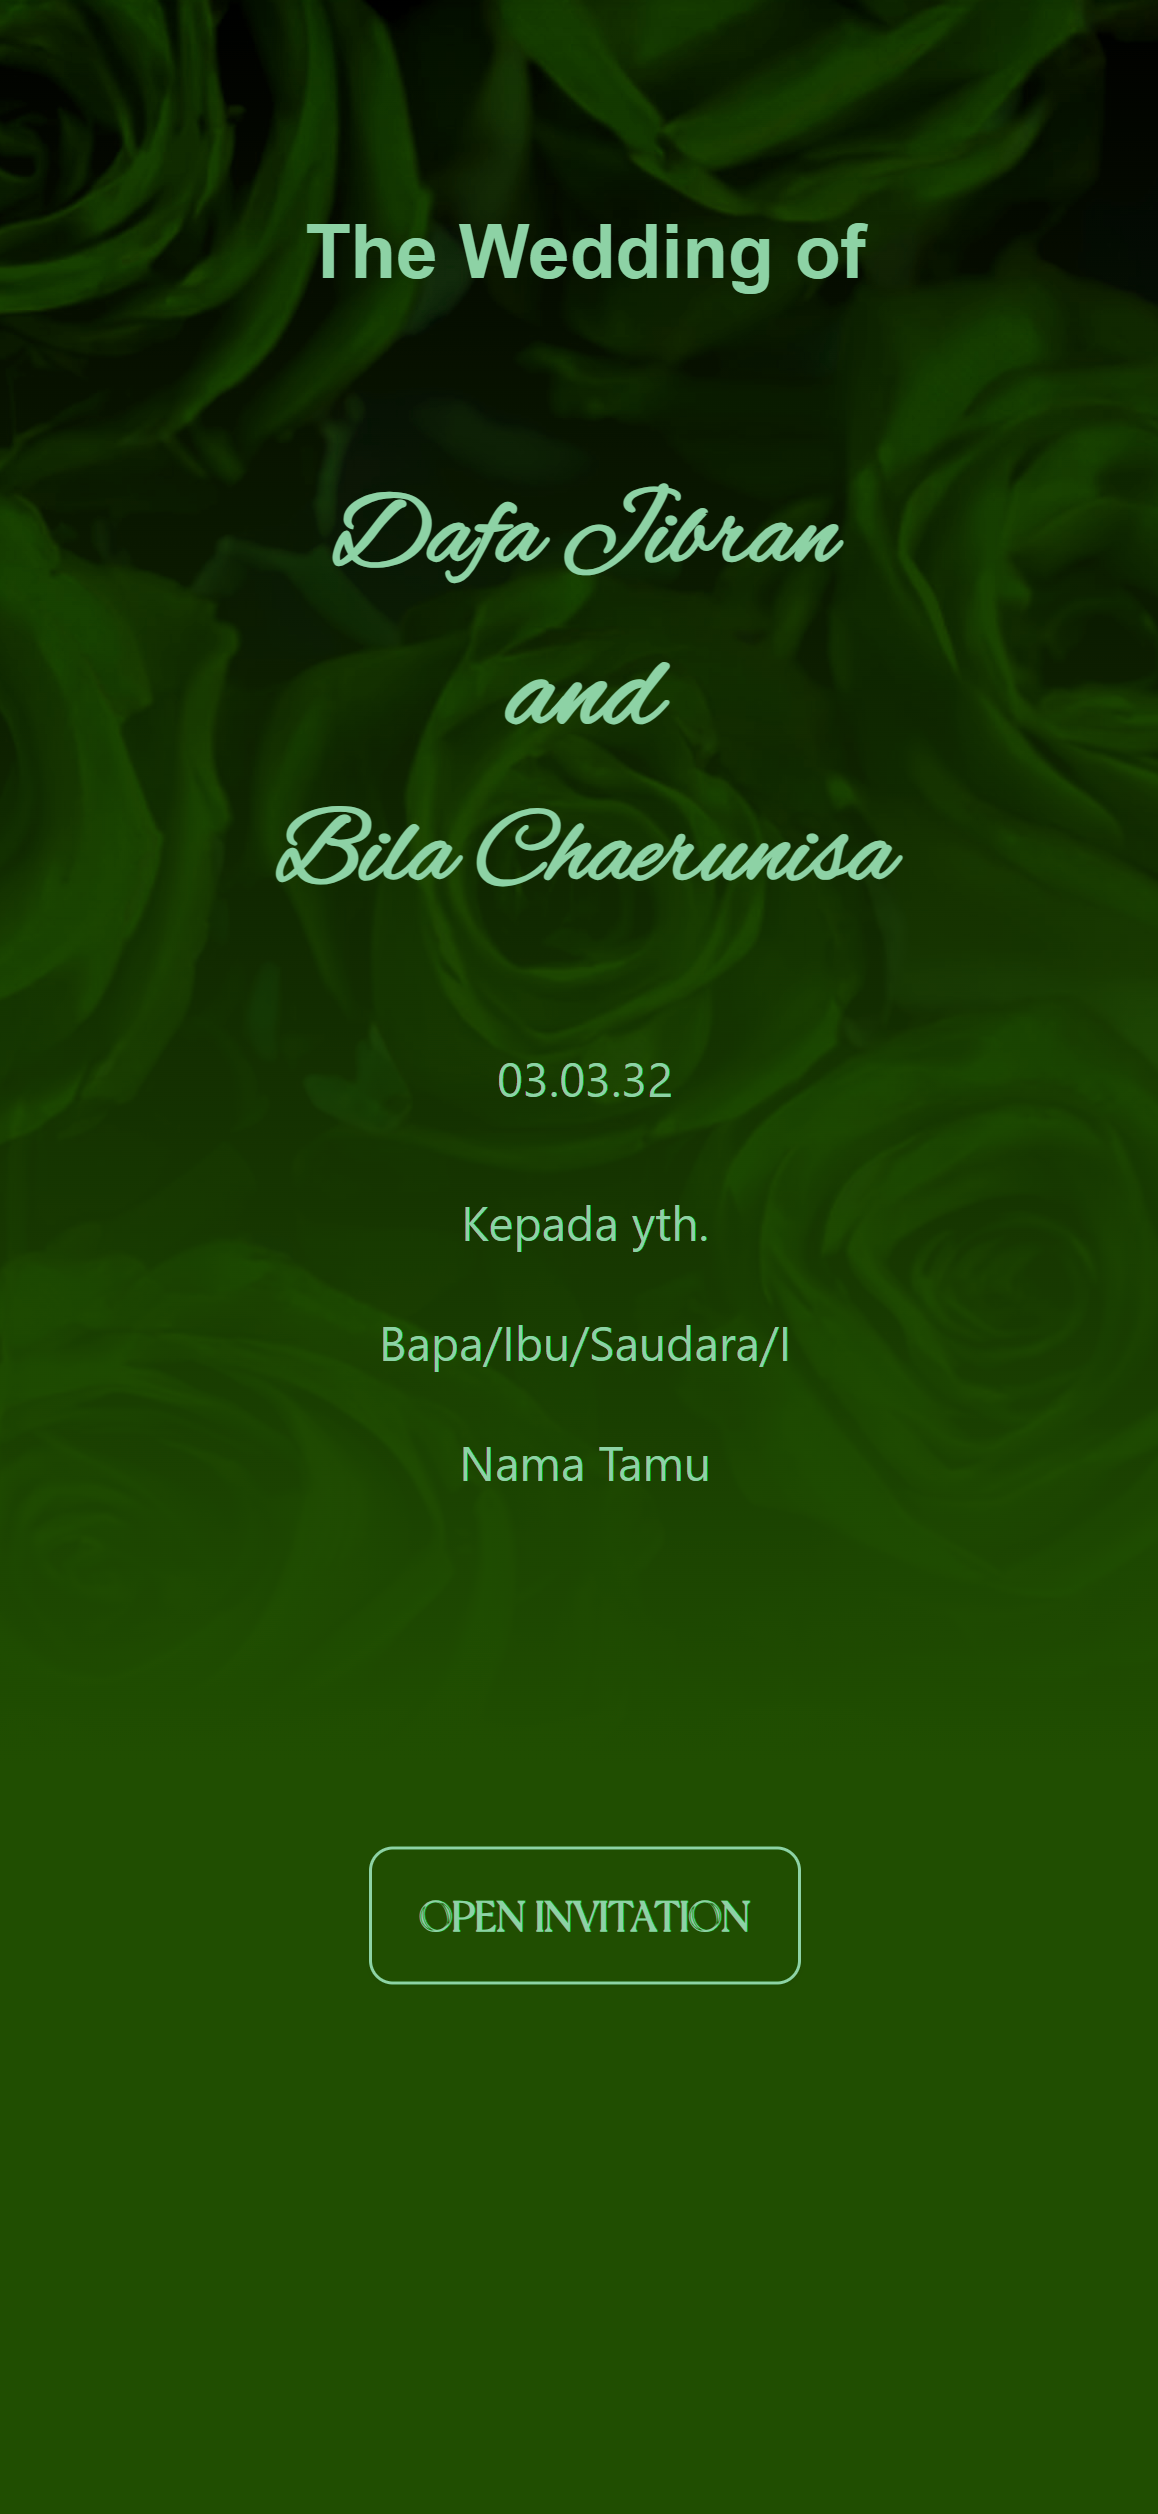 The Wedding of
Dafa Jibran
and
Bila Chaerunisa
03.03.32
Kepada yth.
Bapa/Ibu/Saudara/I
Nama Tamu
OPEN INVITATION